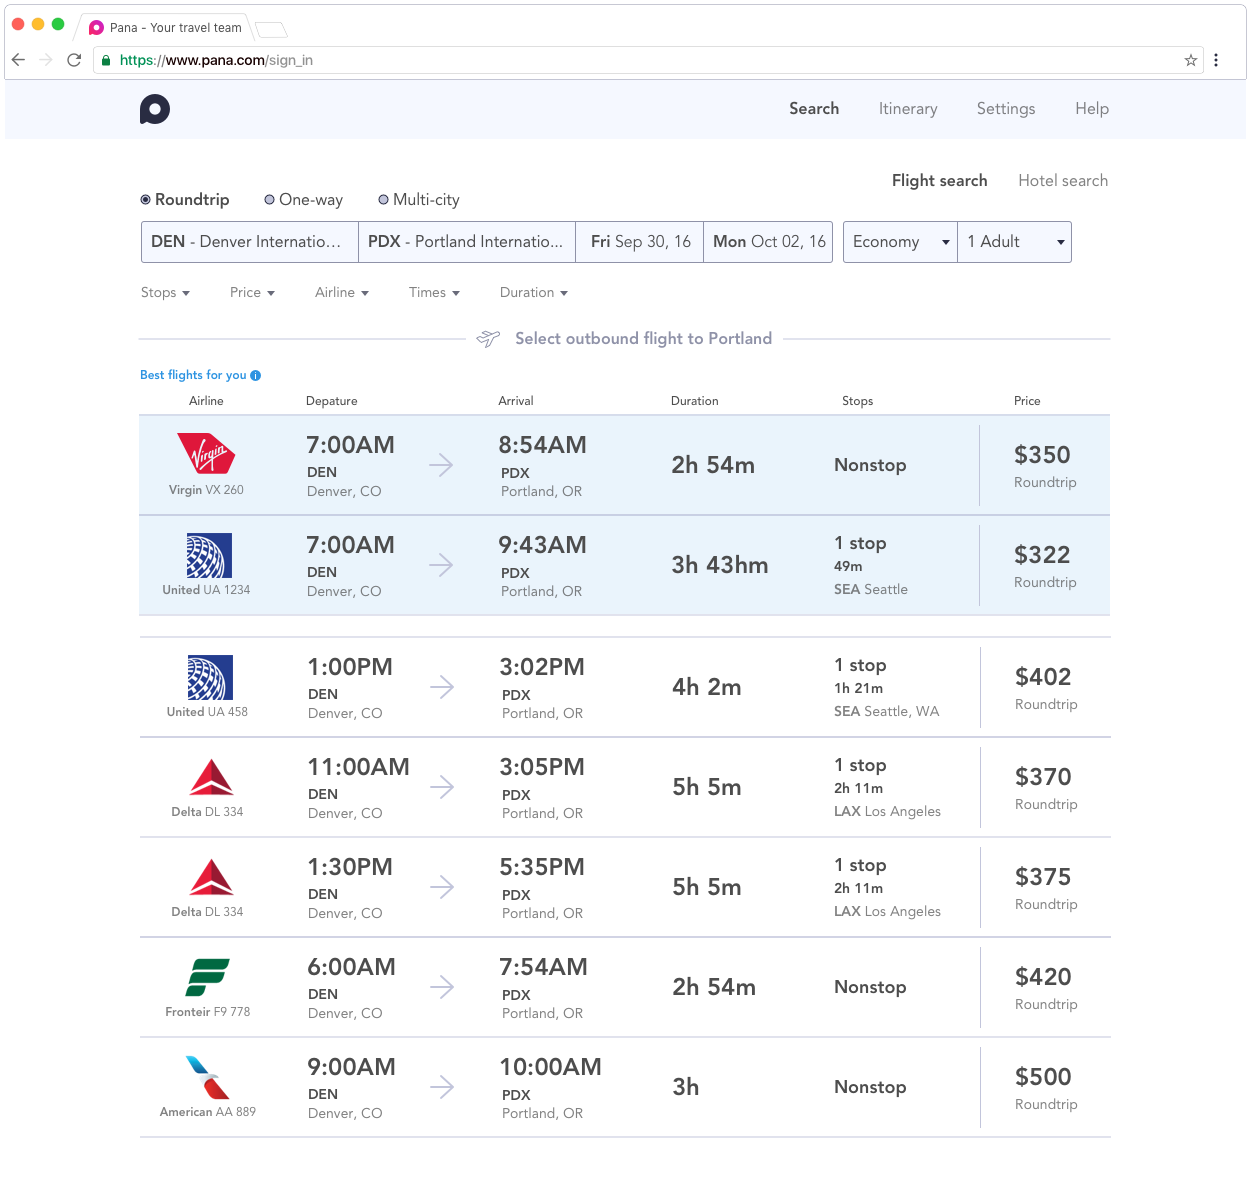 Pana - Your travel team
https://www.pana.com/sign_in
Search Itinerary Settings Help
Flight search Hotel search
Roundtrip One-way Multi-city
DEN - Denver Internatio... PDX - Portland Internatio... Fri Sep 30, 16 Mon Oct 02, 16 Economy 1 Adult
Stops Price Airline Times Duration
Select outbound flight to Portland
Best flights for you i
Airline Depature Arrival Duration Stops Price
Virgin
7:00AM 8:54AM 2h 54m Nonstop $350
DEN PDX
Virgin VX 260 Denver, CO Portland, OR Roundtrip
7:00AM 9:43AM 3h 43hm 1 stop $322
DEN PDX 49m
United UA 1234 Denver, CO Portland, OR SEA Seattle Roundtrip
1:00PM 3:02PM 4h 2m 1 stop $402
DEN PDX 1h 21m
United UA 458 Denver, CO Portland, OR SEA Seattle, WA Roundtrip
11:00AM 3:05PM 5h 5m 1 stop $370
DEN PDX 2h 11m
Delta DL 334 Denver, CO Portland, OR LAX Los Angeles Roundtrip
1:30PM 5:35PM 5h 5m 1 stop $375
DEN PDX 2h 11m
Delta DL 334 Denver, CO Portland, OR LAX Los Angeles Roundtrip
6:00AM 7:54AM 2h 54m Nonstop $420
DEN PDX
Fronteir F9 778 Denver, CO Portland, OR Roundtrip
9:00AM 10:00AM 3h Nonstop $500
DEN PDX
American AA 889 Denver, CO Portland, OR Roundtrip